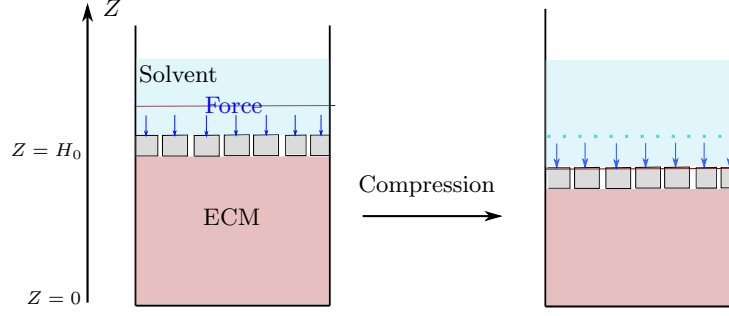 Z
Solvent
Force
Z = H₀
Compression
ECM
Z = 0